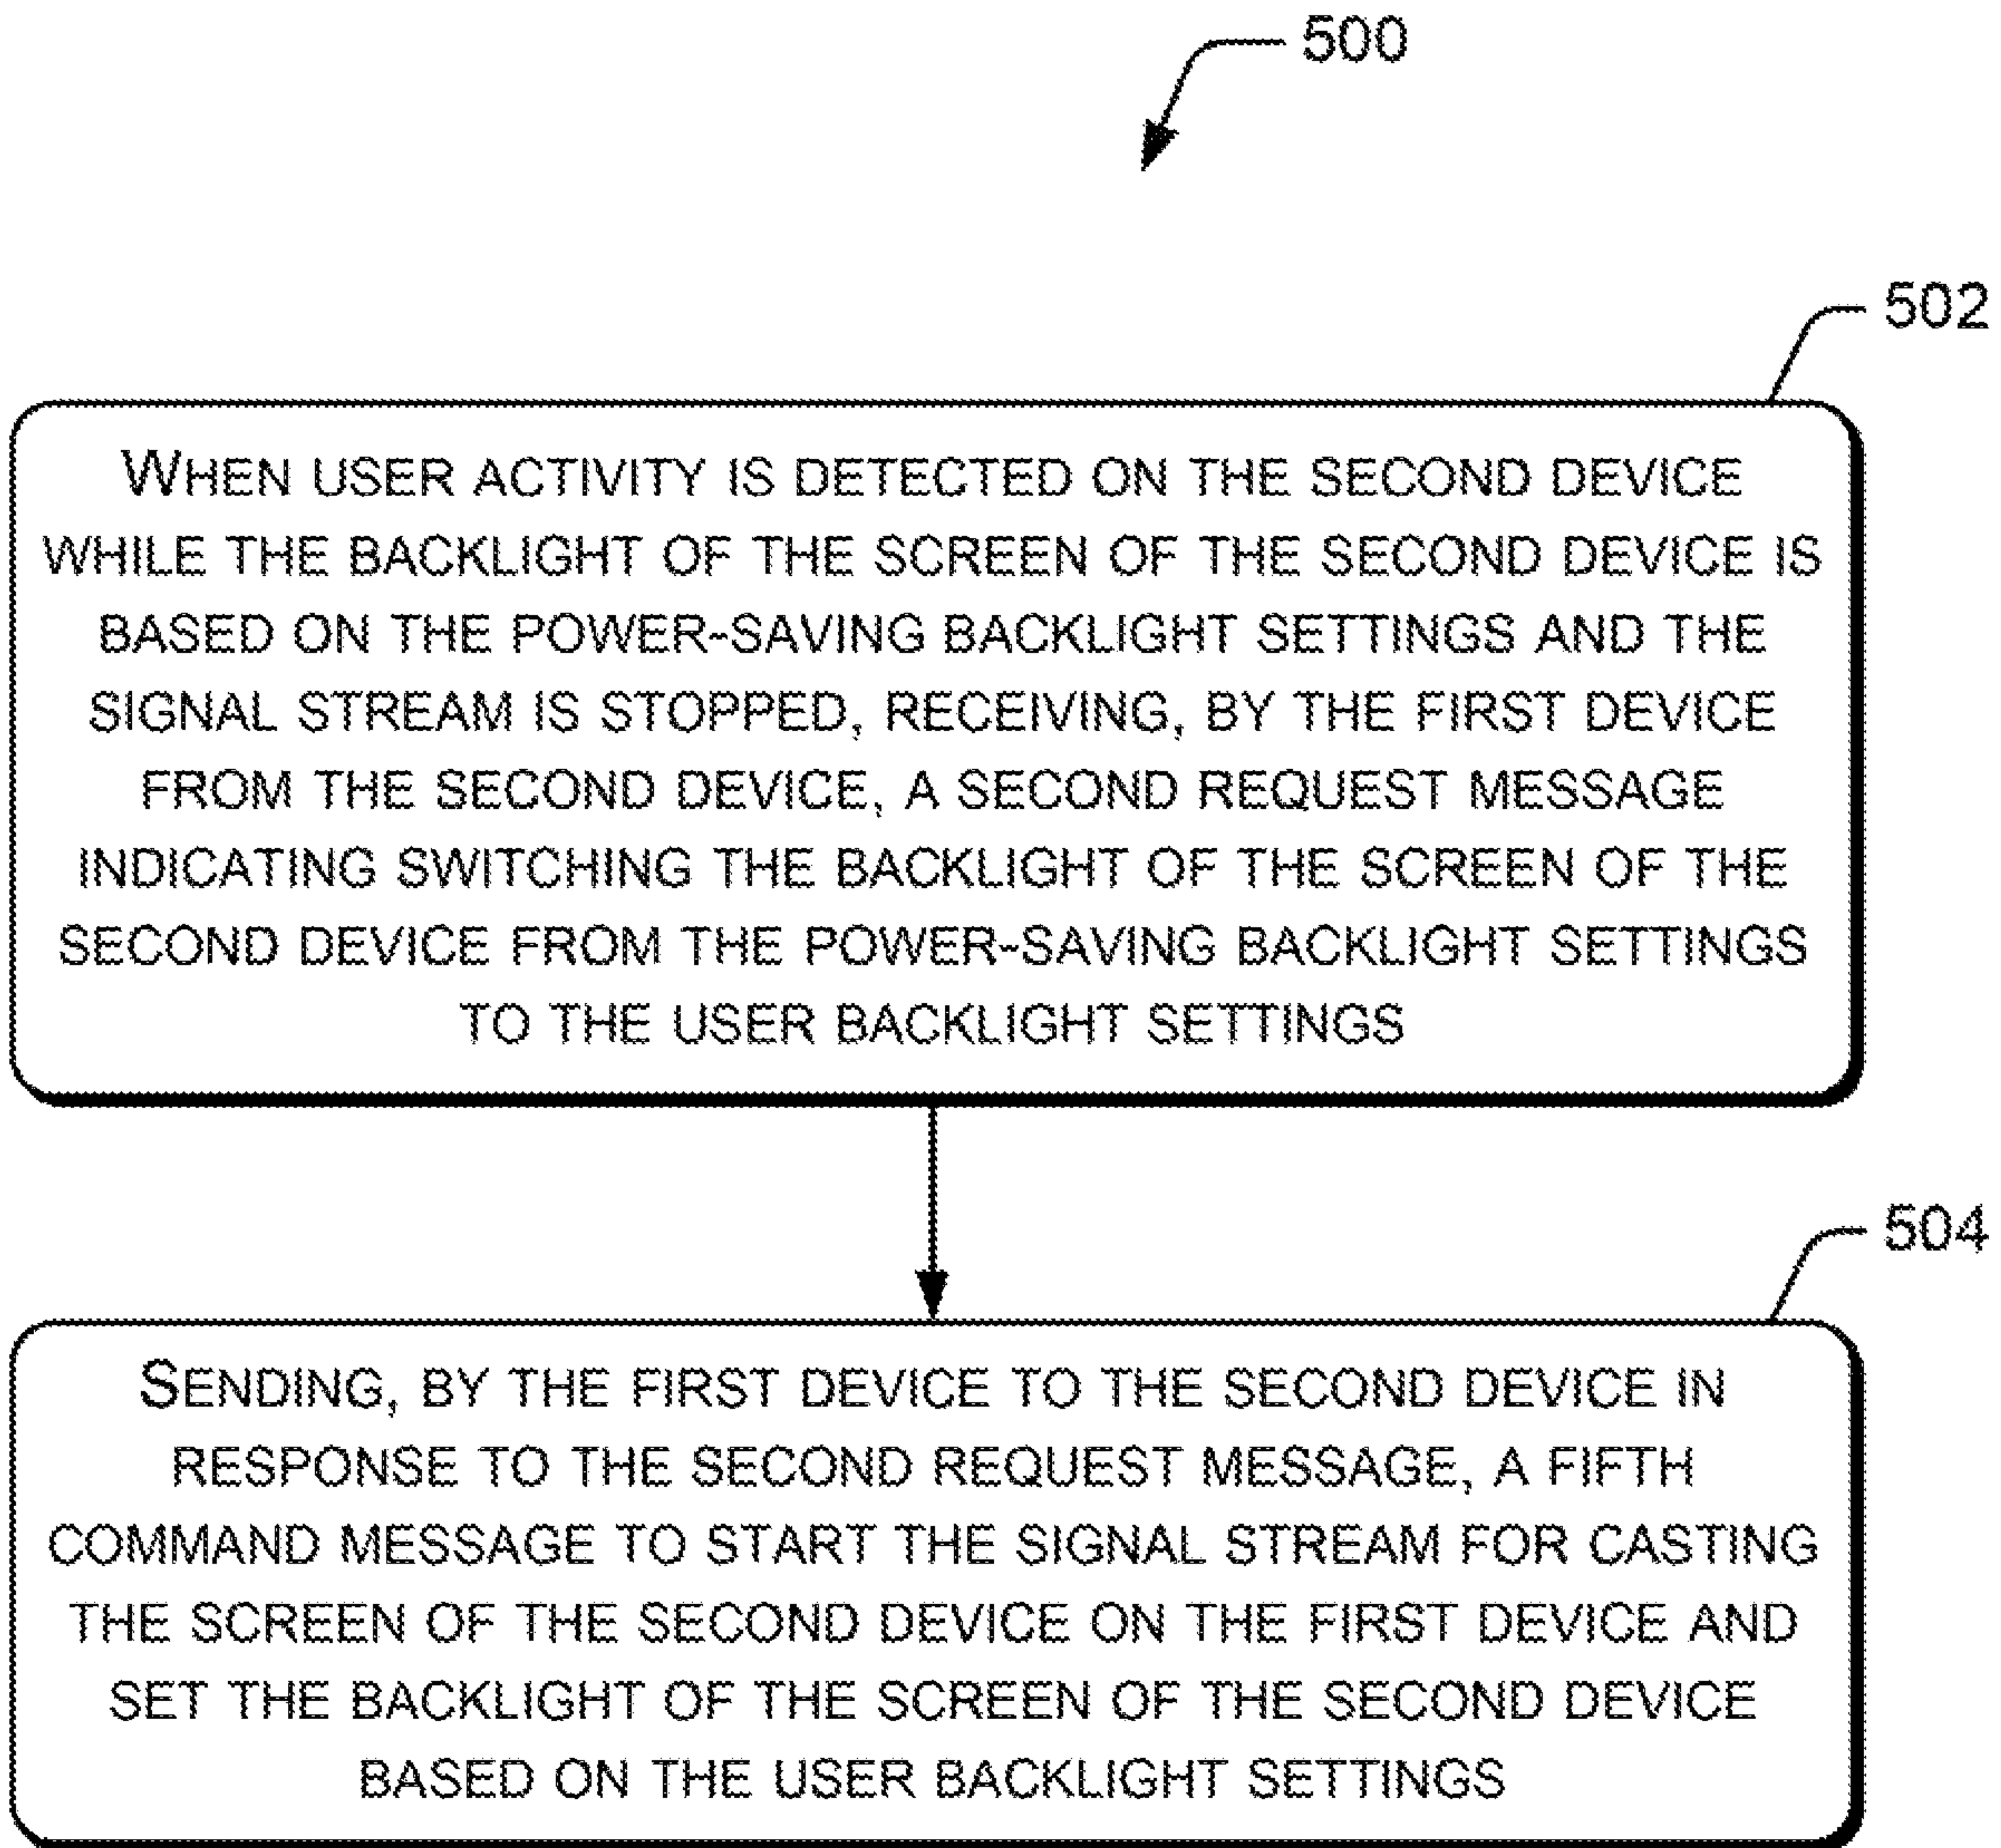 500
502
WHEN USER ACTIVITY IS DETECTED ON THE SECOND DEVICE
WHILE THE BACKLIGHT OF THE SCREEN OF THE SECOND DEVICE IS
BASED ON THE POWER-SAVING BACKLIGHT SETTINGS AND THE
SIGNAL STREAM IS STOPPED, RECEIVING, BY THE FIRST DEVICE
FROM THE SECOND DEVICE, A SECOND REQUEST MESSAGE
INDICATING SWITCHING THE BACKLIGHT OF THE SCREEN OF THE
SECOND DEVICE FROM THE POWER-SAVING BACKLIGHT SETTINGS
TO THE USER BACKLIGHT SETTINGS
504
SENDING, BY THE FIRST DEVICE TO THE SECOND DEVICE IN
RESPONSE TO THE SECOND REQUEST MESSAGE, A FIFTH
COMMAND MESSAGE TO START THE SIGNAL STREAM FOR CASTING
THE SCREEN OF THE SECOND DEVICE ON THE FIRST DEVICE AND
SET THE BACKLIGHT OF THE SCREEN OF THE SECOND DEVICE
BASED ON THE USER BACKLIGHT SETTINGS